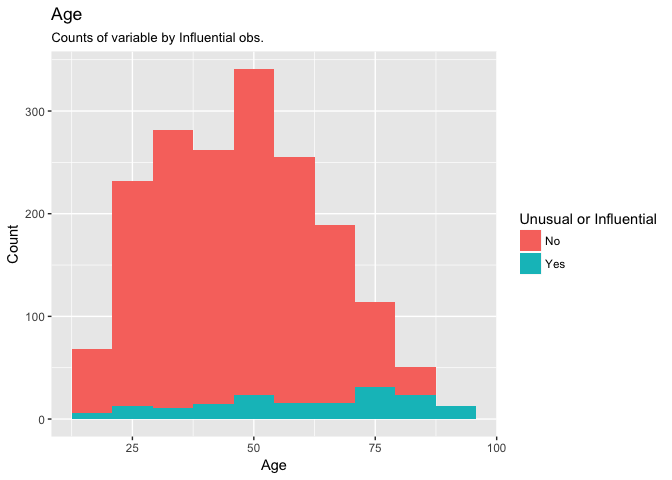 Age
Counts of variable by Influential obs.
Count
300
200
100
0
25
50
75
100
Age
Unusual or Influential
No
Yes